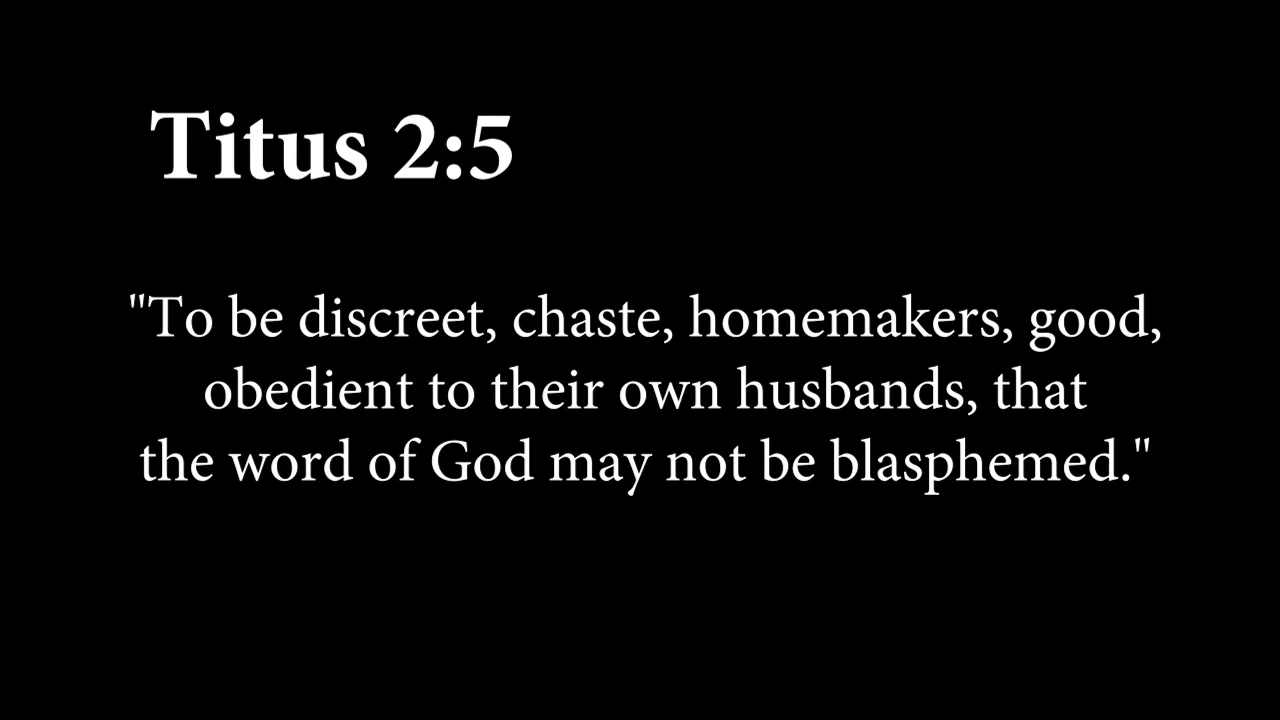 Titus 2:5
"To be discreet, chaste, homemakers, good,
obedient to their own husbands, that
the word of God may not be blasphemed."